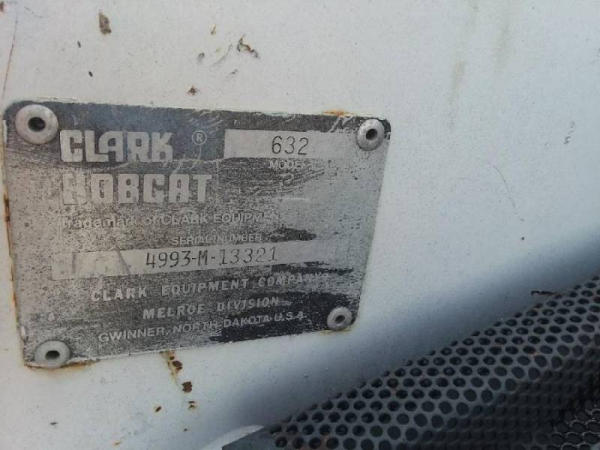 CLARK ® 632
MODEL
BOBCAT
Trademark of CLARK EQUIPMENT
SERIAL NUMBER
4993-M-13321
CLARK EQUIPMENT COMPANY
MELROE DIVISION
GWINNER, NORTH DAKOTA U.S.A.